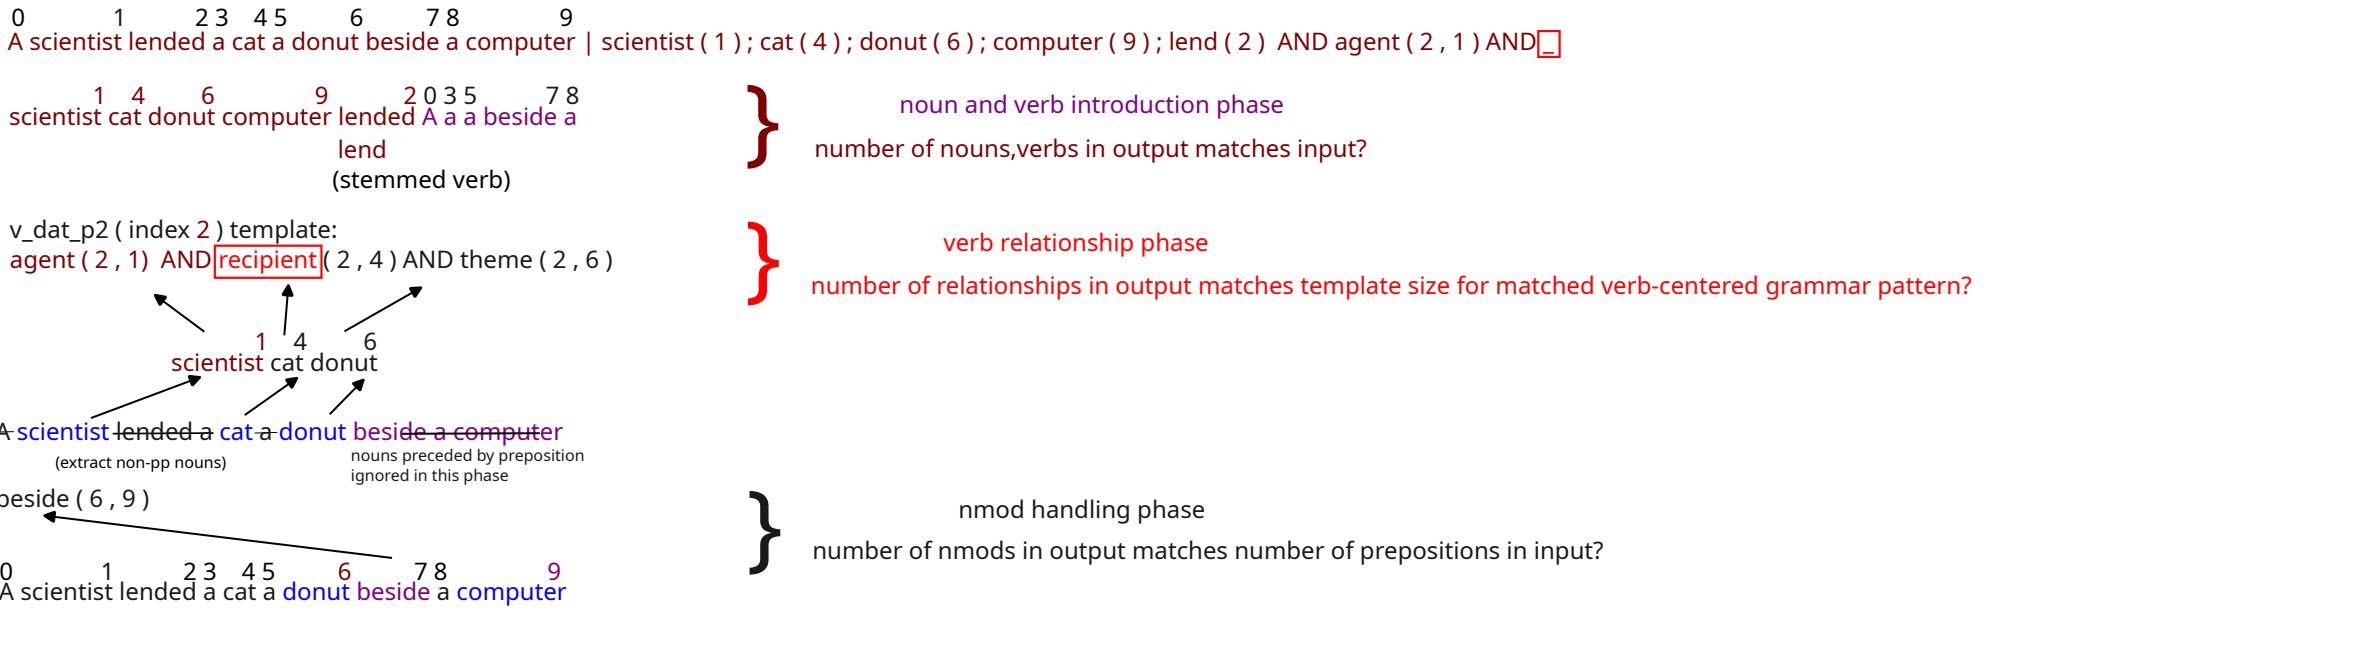 0 1 2 3 4 5 6 7 8 9
A scientist lended a cat a donut beside a computer | scientist ( 1 ) ; cat ( 4 ) ; donut ( 6 ) ; computer ( 9 ) ; lend ( 2 ) AND agent ( 2 , 1 ) AND _
1 4 6 9 2 0 3 5 7 8
scientist cat donut computer lended A a a beside a
lend
(stemmed verb)
} noun and verb introduction phase
number of nouns,verbs in output matches input?
v_dat_p2 ( index 2 ) template:
agent ( 2 , 1) AND recipient ( 2 , 4 ) AND theme ( 2 , 6 )
} verb relationship phase
number of relationships in output matches template size for matched verb-centered grammar pattern?
1 4 6
scientist cat donut
A scientist lended a cat a donut beside a computer
(extract non-pp nouns)
nouns preceded by preposition
ignored in this phase
beside ( 6 , 9 )
} nmod handling phase
number of nmods in output matches number of prepositions in input?
0 1 2 3 4 5 6 7 8 9
A scientist lended a cat a donut beside a computer